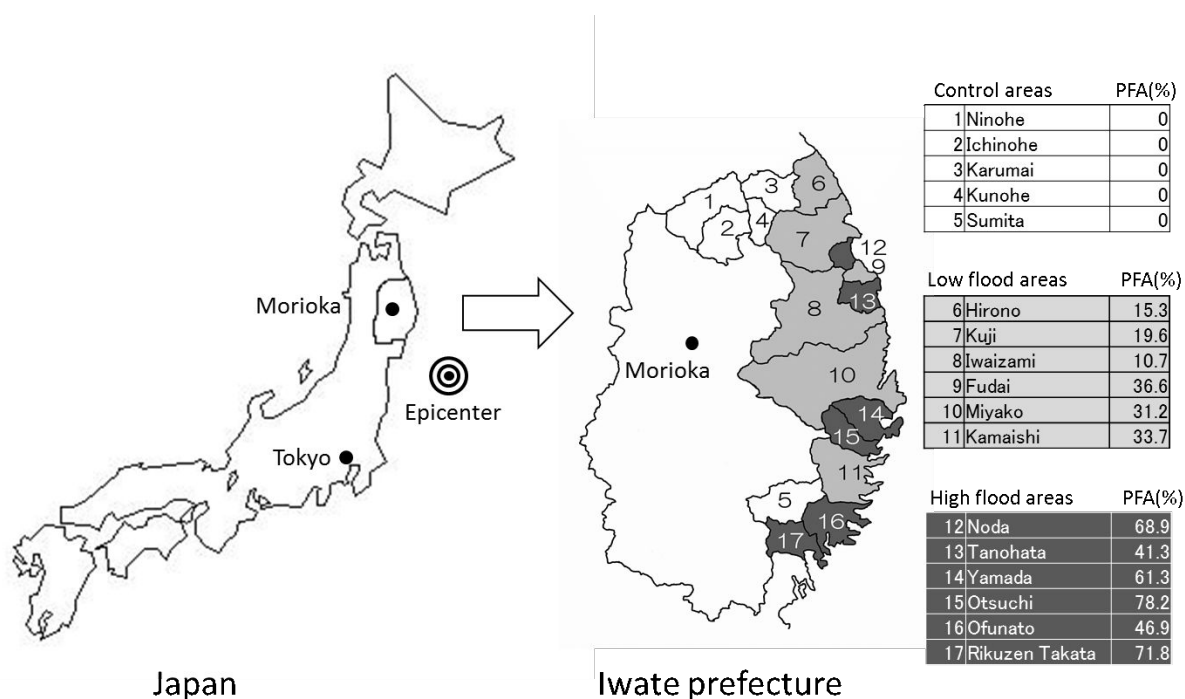 Morioka
Epicenter
Tokyo
Japan
1
2
3
4
5
6
7
8
9
10
11
12
13
14
15
16
17
Morioka
Iwate prefecture
Control areas PFA(%)
1 Ninohe 0
2 Ichinohe 0
3 Karumai 0
4 Kunohe 0
5 Sumita 0
Low flood areas PFA(%)
6 Hirono 15.3
7 Kuji 19.6
8 Iwaizami 10.7
9 Fudai 36.6
10 Miyako 31.2
11 Kamaishi 33.7
High flood areas PFA(%)
12 Noda 68.9
13 Tanohata 41.3
14 Yamada 61.3
15 Otsuchi 78.2
16 Ofunato 46.9
17 Rikuzen Takata 71.8